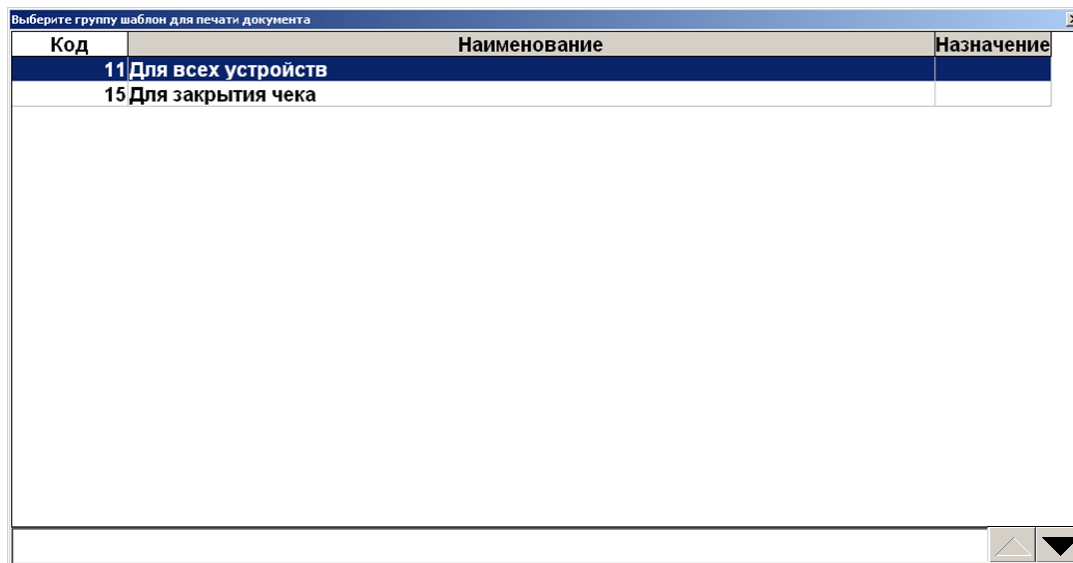 Выберите группу шаблон для печати документа
Код Наименование Назначение
11 Для всех устройств
15 Для закрытия чека